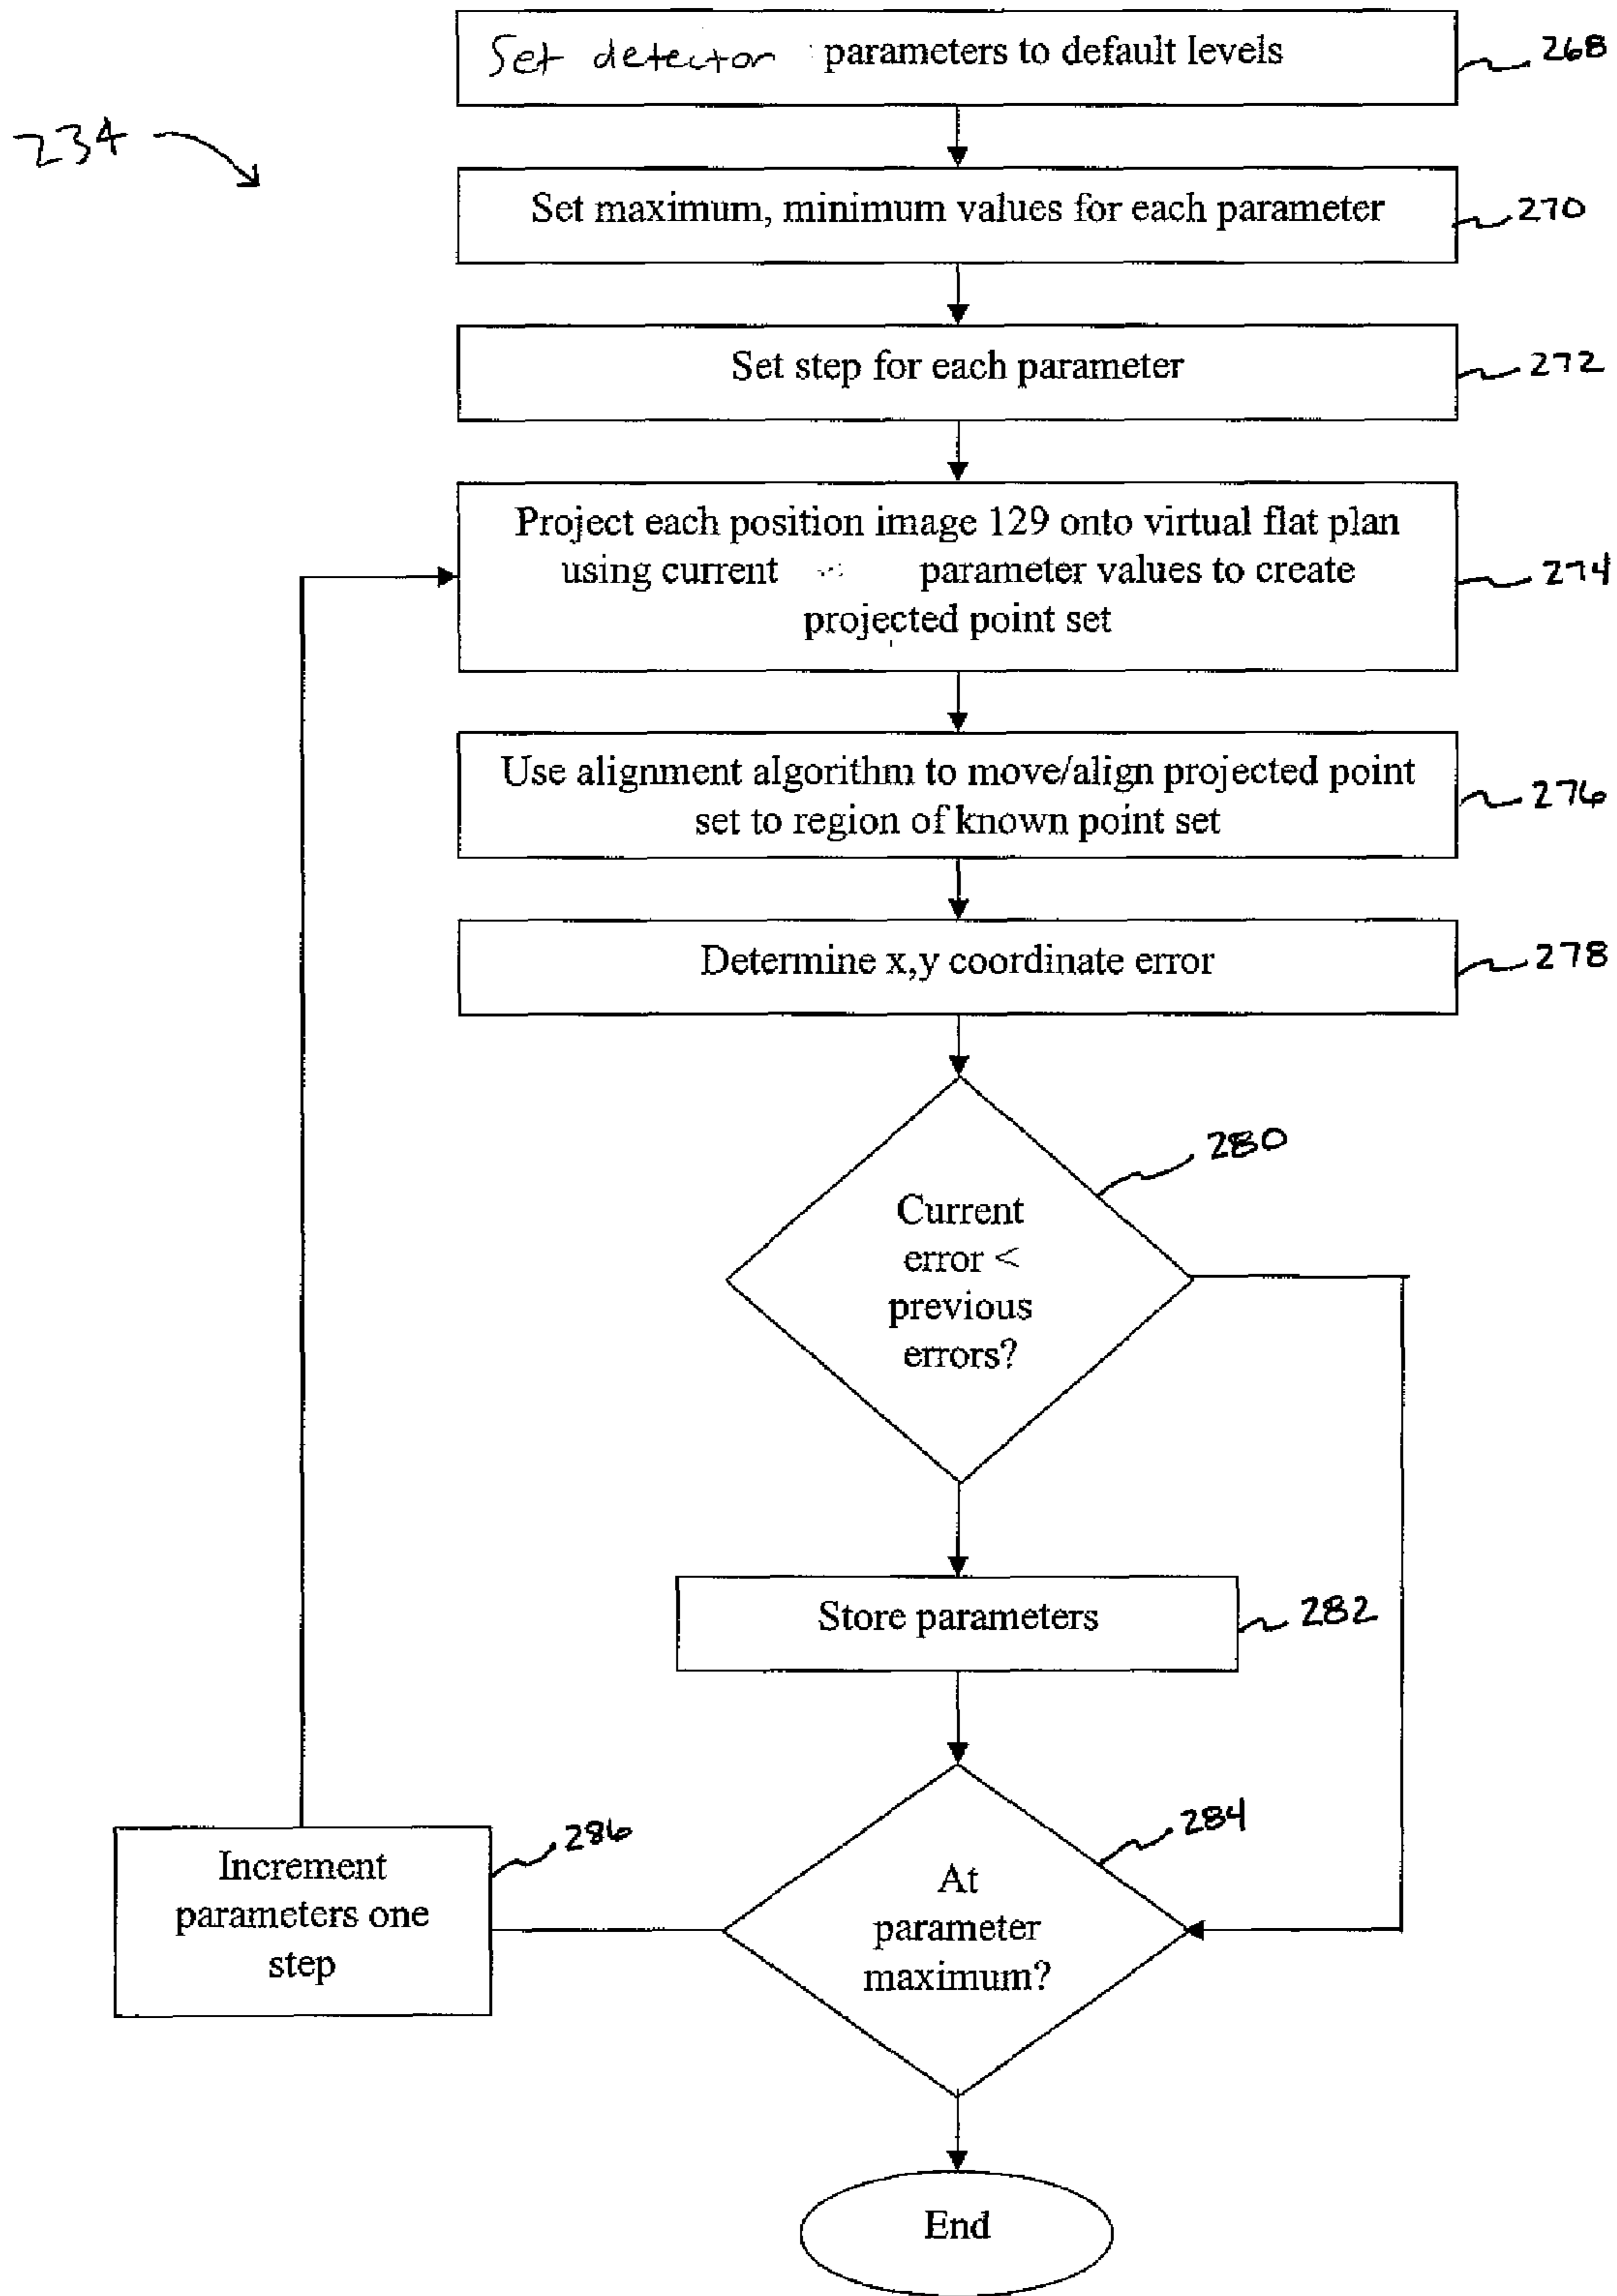 Set detector parameters to default levels
268
234
Set maximum, minimum values for each parameter
270
Set step for each parameter
272
Project each position image 129 onto virtual flat plan
using current parameter values to create
projected point set
274
Use alignment algorithm to move/align projected point
set to region of known point set
276
Determine x,y coordinate error
278
280
Current
error <
previous
errors?
Store parameters
282
284
At
parameter
maximum?
286
Increment
parameters one
step
End